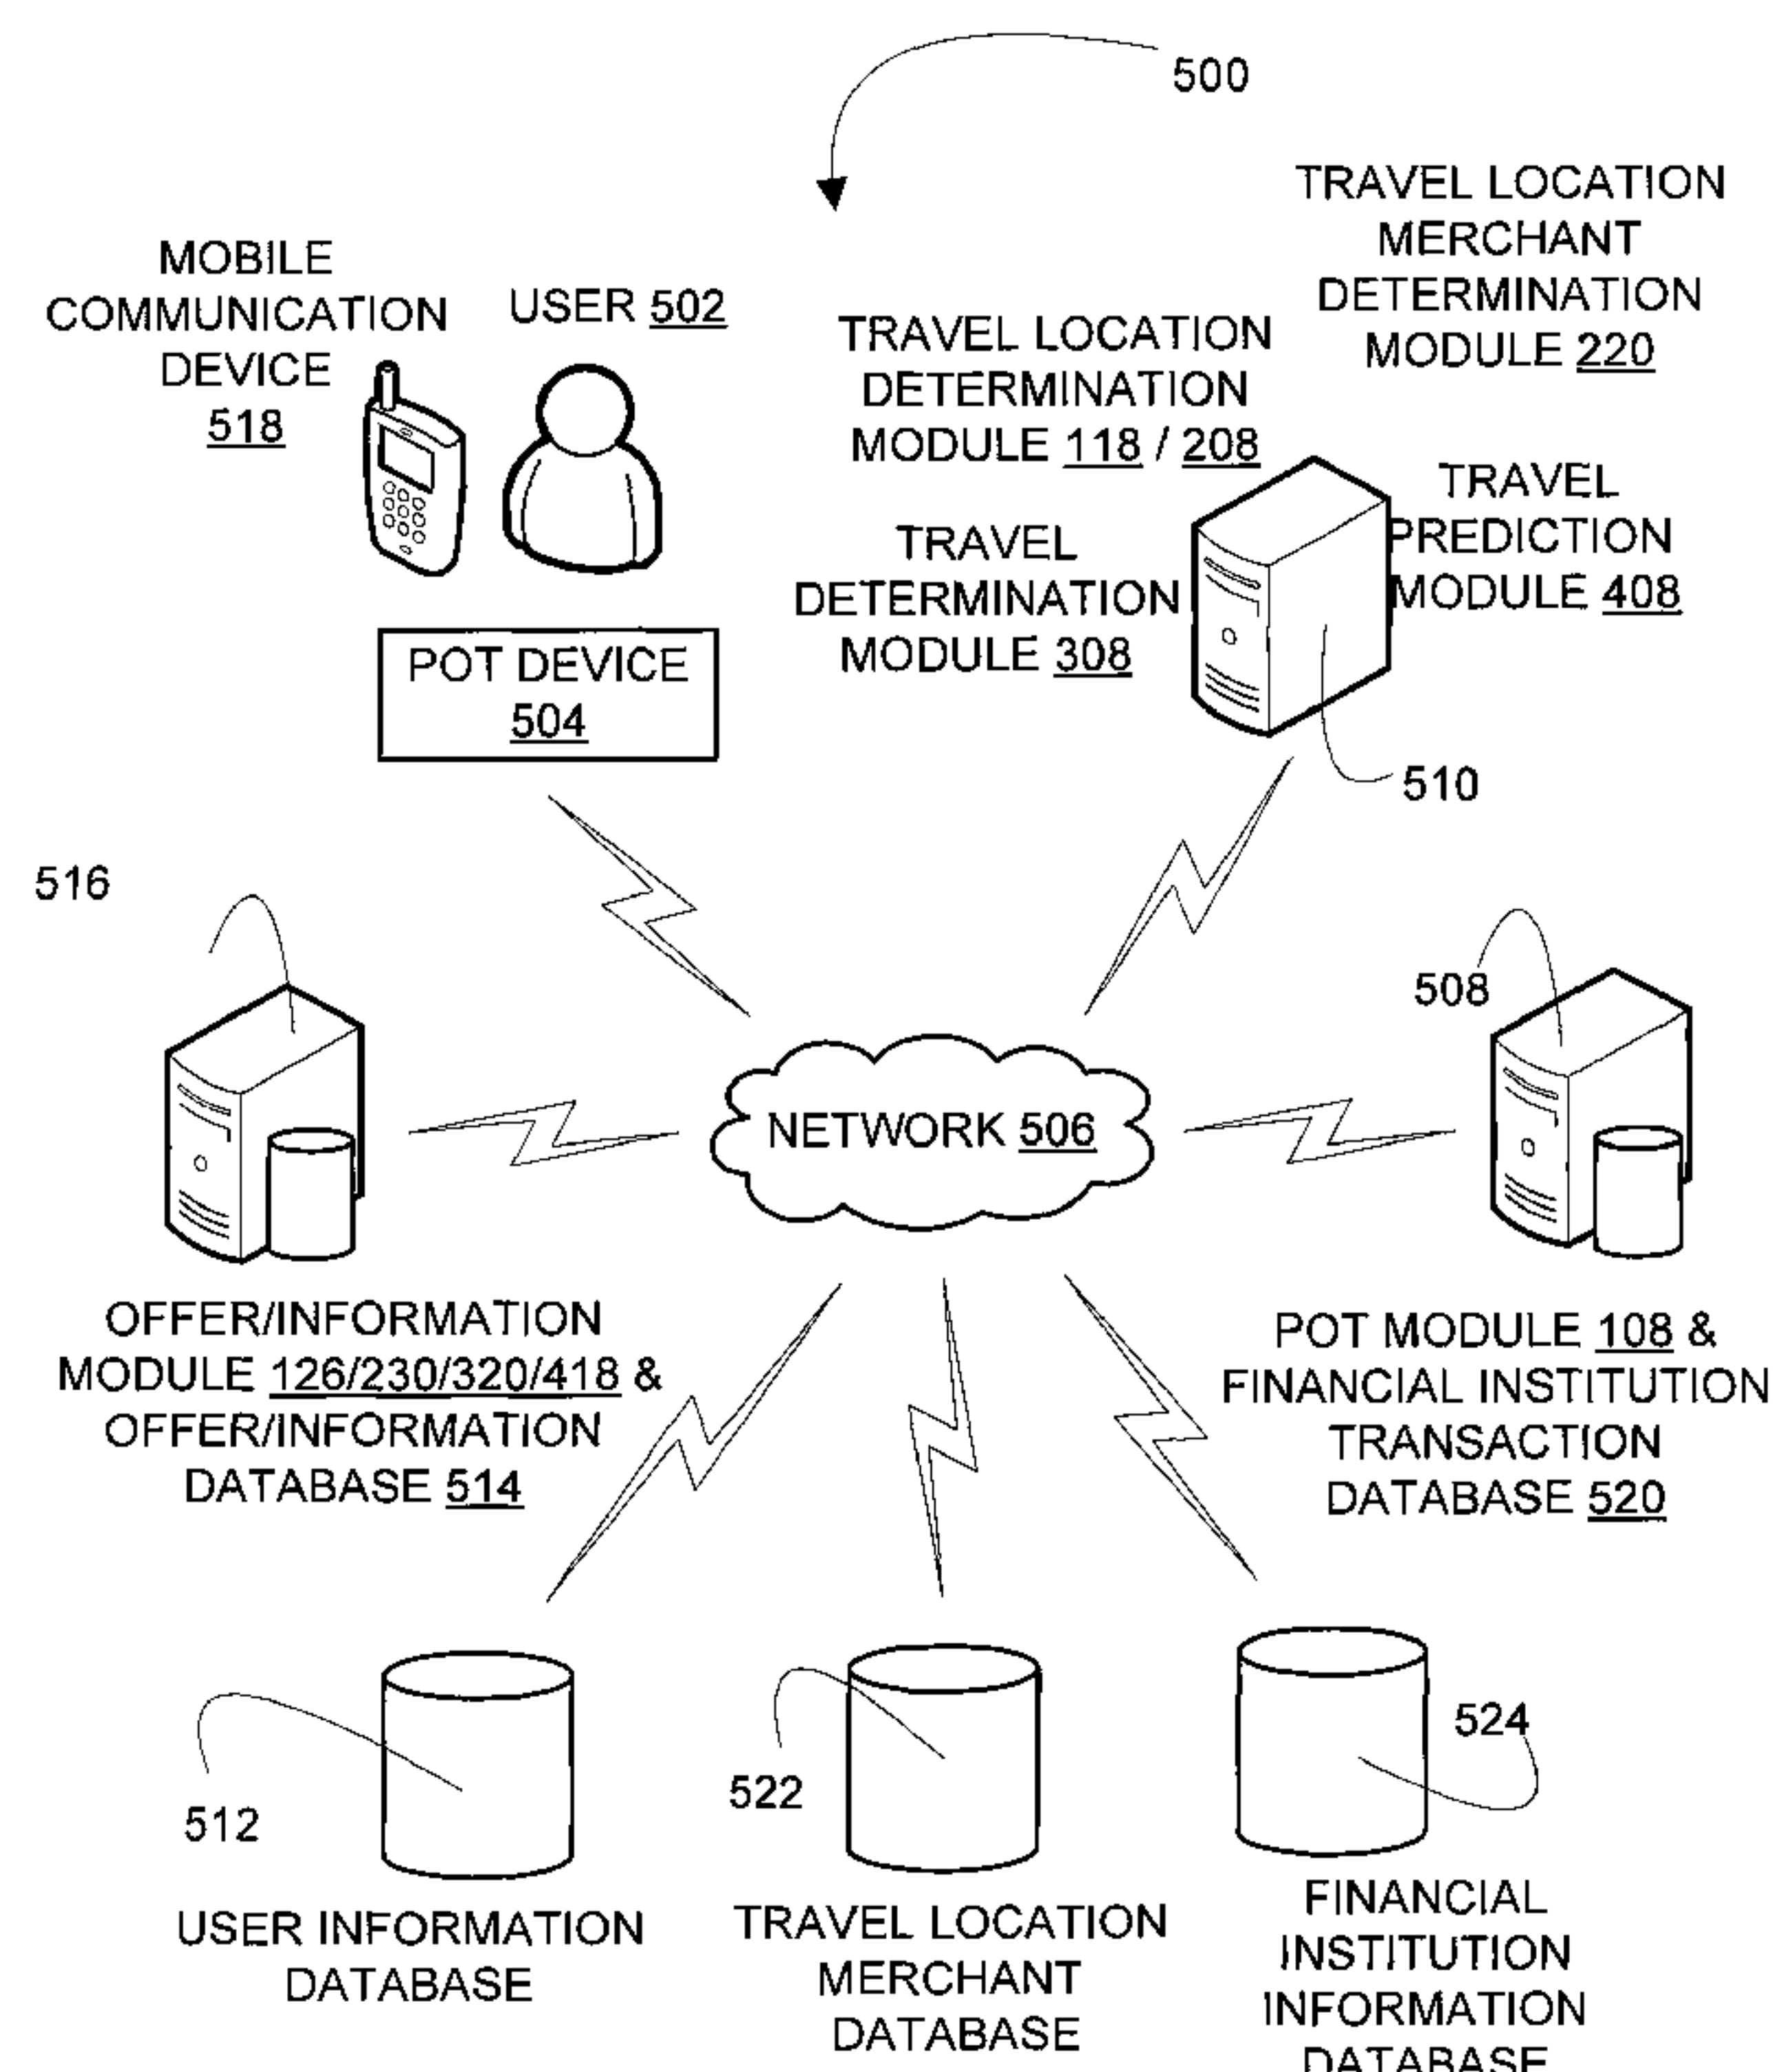 500
TRAVEL LOCATION
MERCHANT
DETERMINATION
MODULE 220
MOBILE
COMMUNICATION
DEVICE
518
USER 502
TRAVEL LOCATION
DETERMINATION
MODULE 118 / 208
TRAVEL
PREDICTION
MODULE 408
TRAVEL
DETERMINATION
MODULE 308
POT DEVICE
504
510
516
508
NETWORK 506
OFFER/INFORMATION
MODULE 126/230/320/418 &
OFFER/INFORMATION
DATABASE 514
POT MODULE 108 &
FINANCIAL INSTITUTION
TRANSACTION
DATABASE 520
512
522
524
USER INFORMATION
DATABASE
TRAVEL LOCATION
MERCHANT
DATABASE
FINANCIAL
INSTITUTION
INFORMATION
DATABASE